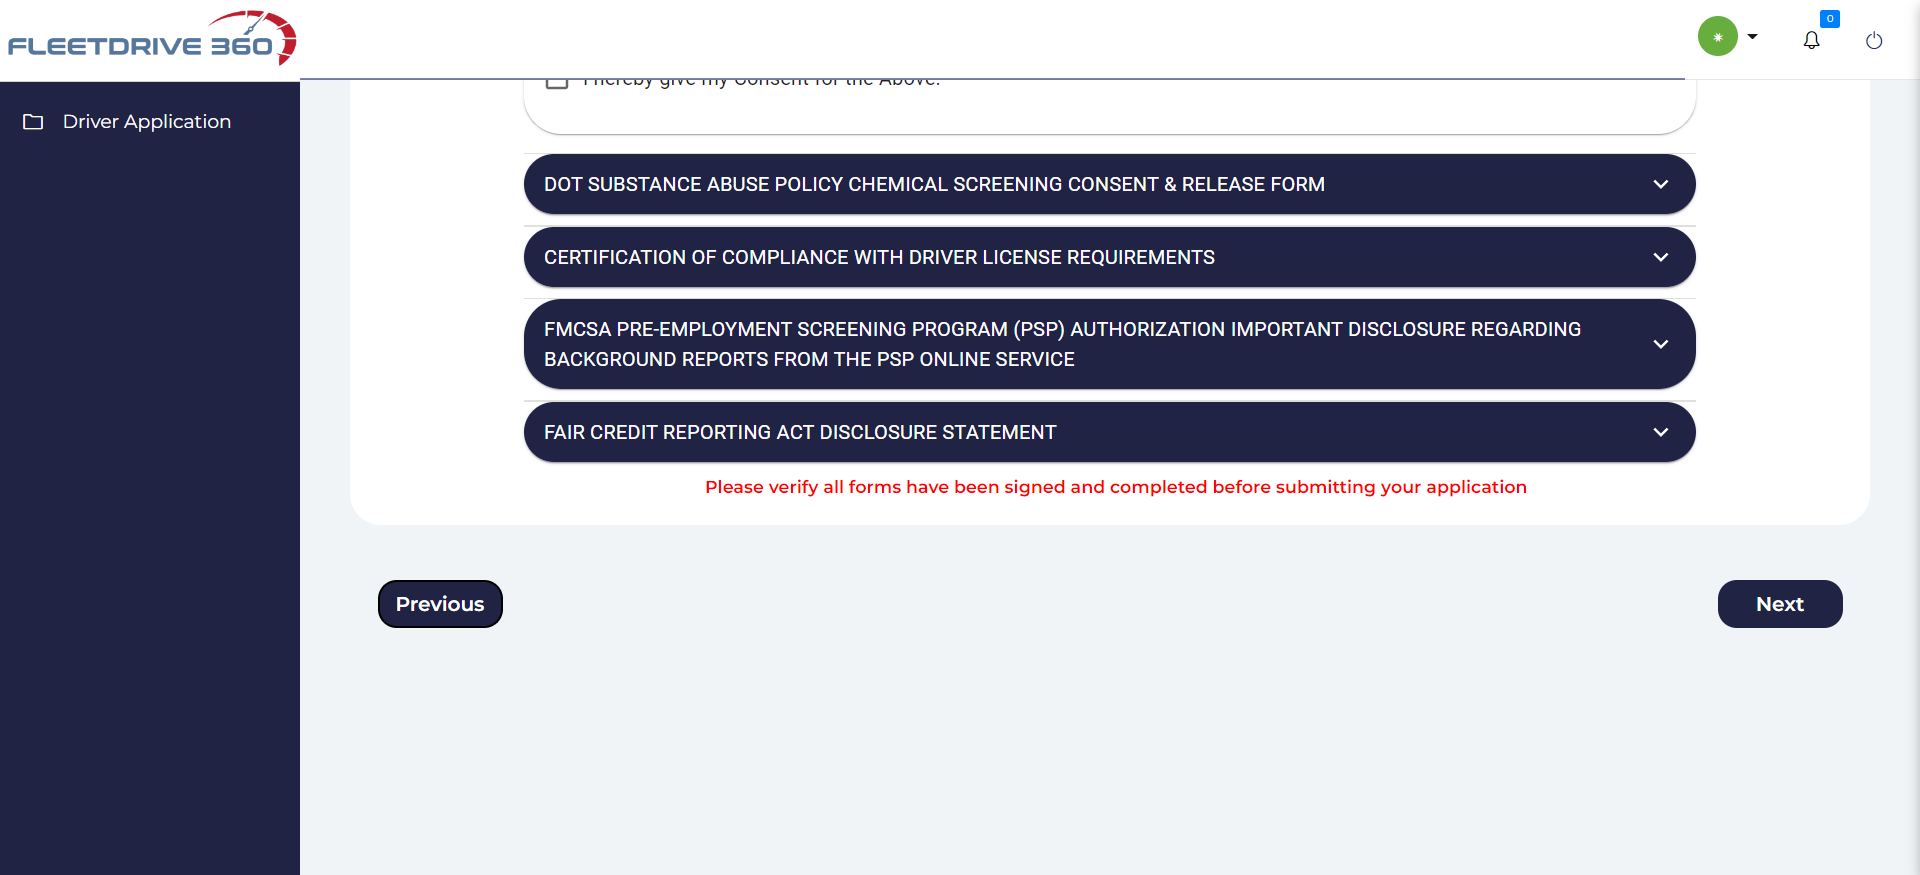 FLEETDRIVE 360
0
Driver Application
I hereby give my Consent for the Above.
DOT SUBSTANCE ABUSE POLICY CHEMICAL SCREENING CONSENT & RELEASE FORM
CERTIFICATION OF COMPLIANCE WITH DRIVER LICENSE REQUIREMENTS
FMCSA PRE-EMPLOYMENT SCREENING PROGRAM (PSP) AUTHORIZATION IMPORTANT DISCLOSURE REGARDING
BACKGROUND REPORTS FROM THE PSP ONLINE SERVICE
FAIR CREDIT REPORTING ACT DISCLOSURE STATEMENT
Please verify all forms have been signed and completed before submitting your application
Previous
Next